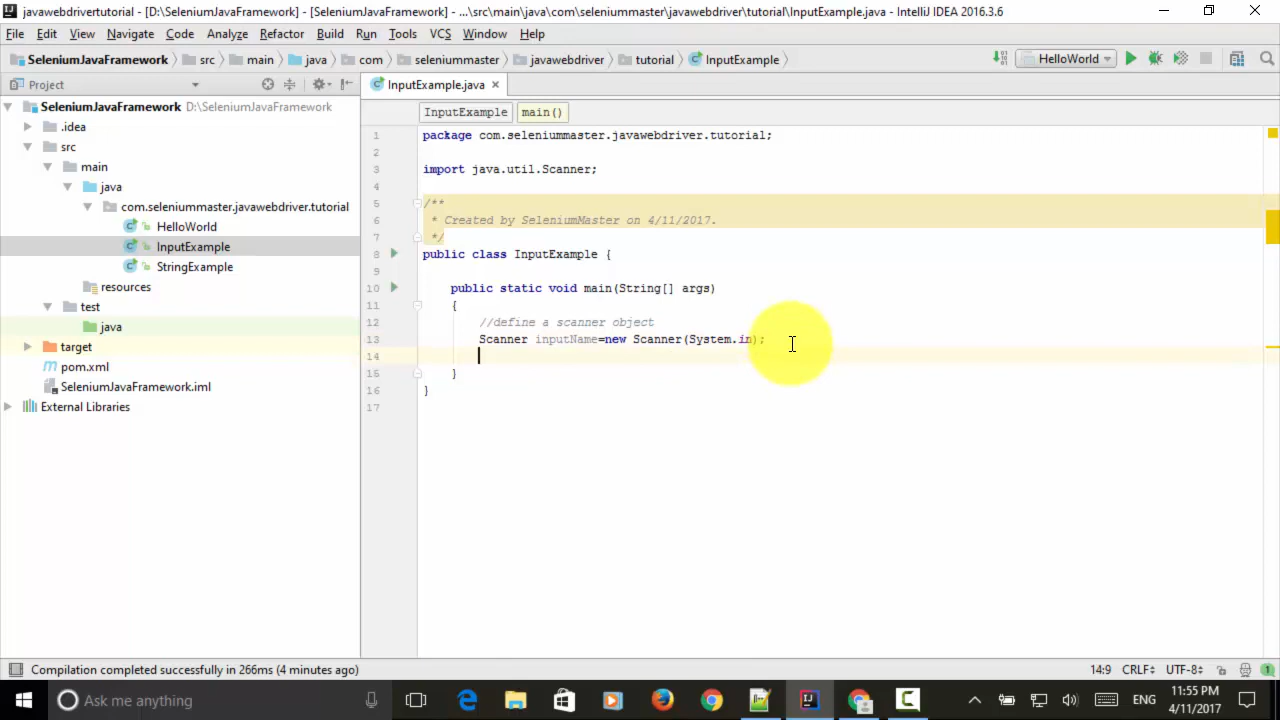 javawebdrivertutorial - [D:\SeleniumJavaFramework] - [SeleniumJavaFramework] - ...\src\main\java\com\seleniummaster\javawebdriver\tutorial\InputExample.java - IntelliJ IDEA 2016.3.6
File Edit View Navigate Code Analyze Refactor Build Run Tools VCS Window Help
SeleniumJavaFramework src main java com seleniummaster javawebdriver tutorial InputExample HelloWorld
Project
InputExample.java
SeleniumJavaFramework D:\SeleniumJavaFramework
.idea
src
main
java
com.seleniummaster.javawebdriver.tutorial
HelloWorld
InputExample
StringExample
resources
test
java
target
pom.xml
SeleniumJavaFramework.iml
External Libraries
InputExample main()
1 package com.seleniummaster.javawebdriver.tutorial;
2
3 import java.util.Scanner;
4
5 /**
6 * Created by SeleniumMaster on 4/11/2017.
7 */
8 public class InputExample {
9
10 public static void main(String[] args)
11 {
12 //define a scanner object
13 Scanner inputName=new Scanner(System.in);
14
15 }
16 }
17
Compilation completed successfully in 266ms (4 minutes ago) 14:9 CRLF UTF-8 1
Ask me anything ENG 11:55 PM
4/11/2017